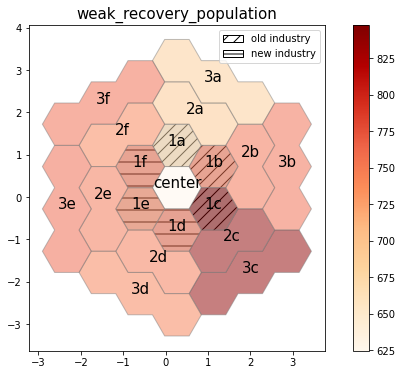 weak_recovery_population
old industry
new industry
3a
3f
2a
2f
1a
2b
3b
1f
1b
center
2e
3e
1e
1c
1d
2c
2d
3c
3d
4
3
2
1
0
−1
−2
−3
−3
−2
−1
0
1
2
3
825
800
775
750
725
700
675
650
625